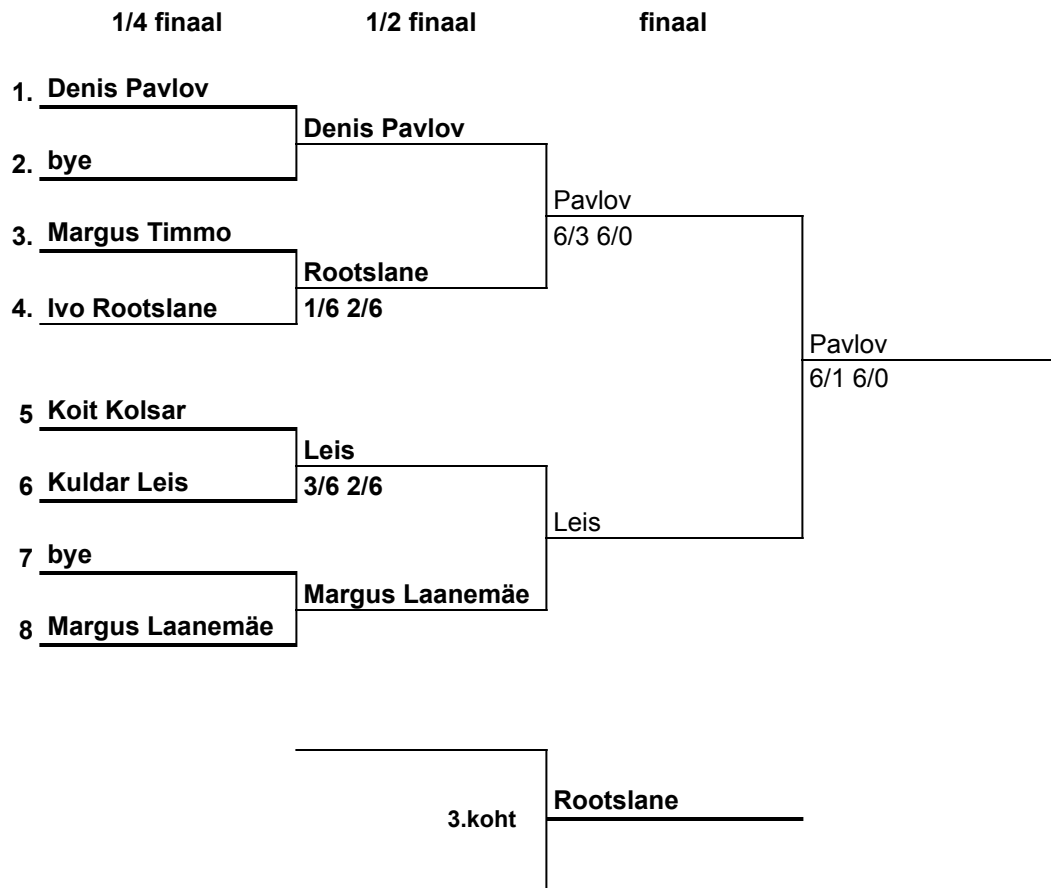 1/4 finaal 1/2 finaal finaal
1. Denis Pavlov
Denis Pavlov
2. bye
Pavlov
6/3 6/0
3. Margus Timmo
Rootslane
1/6 2/6
4. Ivo Rootslane
Pavlov
6/1 6/0
5 Koit Kolsar
Leis
3/6 2/6
6 Kuldar Leis
Leis
7 bye
Margus Laanemäe
8 Margus Laanemäe
Rootslane
3.koht